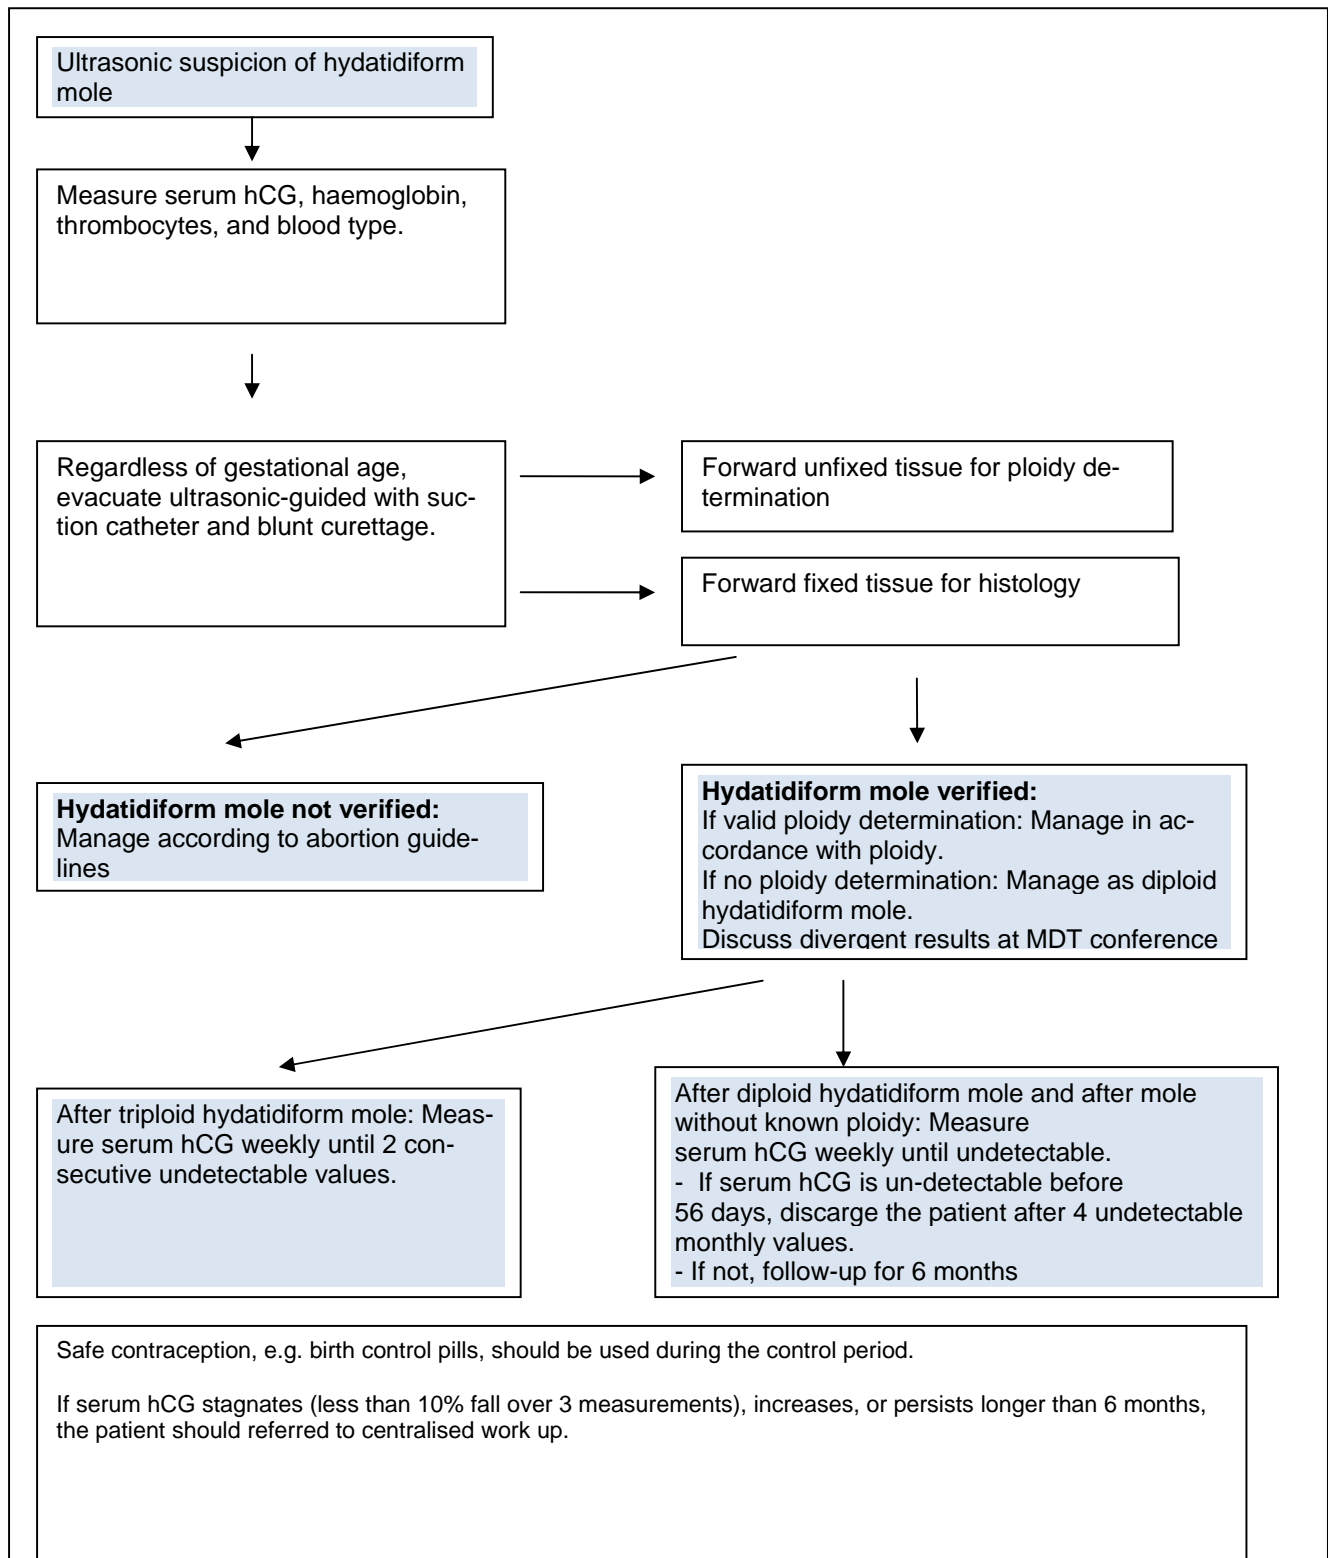 Ultrasonic suspicion of hydatidiform
mole
Measure serum hCG, haemoglobin,
thrombocytes, and blood type.
Regardless of gestational age,
evacuate ultrasonic-guided with suc-
tion catheter and blunt curettage.
Forward unfixed tissue for ploidy de-
termination
Forward fixed tissue for histology
Hydatidiform mole not verified:
Manage according to abortion guide-
lines
Hydatidiform mole verified:
If valid ploidy determination: Manage in ac-
cordance with ploidy.
If no ploidy determination: Manage as diploid
hydatidiform mole.
Discuss divergent results at MDT conference
After triploid hydatidiform mole: Meas-
ure serum hCG weekly until 2 con-
secutive undetectable values.
After diploid hydatidiform mole and after mole
without known ploidy: Measure
serum hCG weekly until undetectable.
- If serum hCG is un-detectable before
56 days, discarge the patient after 4 undetectable
monthly values.
- If not, follow-up for 6 months
Safe contraception, e.g. birth control pills, should be used during the control period.
If serum hCG stagnates (less than 10% fall over 3 measurements), increases, or persists longer than 6 months,
the patient should referred to centralised work up.